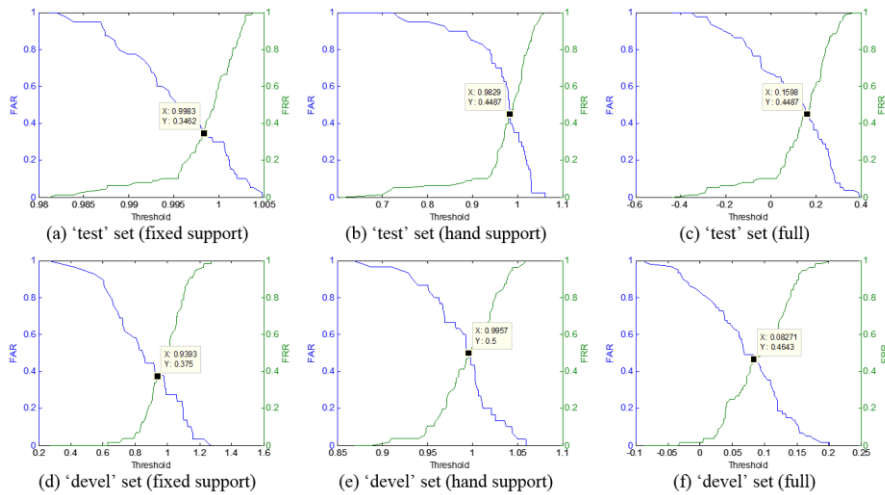 1 1
0.8 0.8
0.6 0.6
0.4 0.4
0.2 0.2
0 0
FAR
FRR
X: 0.9983
Y: 0.3462
0.98 0.985 0.99 0.995 1 1.005
Threshold
(a) ‘test’ set (fixed support)
1 1
0.8 0.8
0.6 0.6
0.4 0.4
0.2 0.2
0 0
FAR
FRR
X: 0.9829
Y: 0.4487
0.7 0.8 0.9 1 1.1
Threshold
(b) ‘test’ set (hand support)
1 1
0.8 0.8
0.6 0.6
0.4 0.4
0.2 0.2
0 0
FAR
FRR
X: 0.1598
Y: 0.4487
-0.6 -0.4 -0.2 0 0.2 0.4
Threshold
(c) ‘test’ set (full)
1 1
0.8 0.8
0.6 0.6
0.4 0.4
0.2 0.2
0 0
FAR
FRR
X: 0.9393
Y: 0.375
0.2 0.4 0.6 0.8 1 1.2 1.4 1.6
Threshold
(d) ‘devel’ set (fixed support)
1 1
0.8 0.8
0.6 0.6
0.4 0.4
0.2 0.2
0 0
FAR
FRR
X: 0.9957
Y: 0.5
0.85 0.9 0.95 1 1.05 1.1
Threshold
(e) ‘devel’ set (hand support)
1 1
0.8 0.8
0.6 0.6
0.4 0.4
0.2 0.2
0 0
FAR
FRR
X: 0.08271
Y: 0.4643
-0.1 -0.05 0 0.05 0.1 0.15 0.2 0.25
Threshold
(f) ‘devel’ set (full)